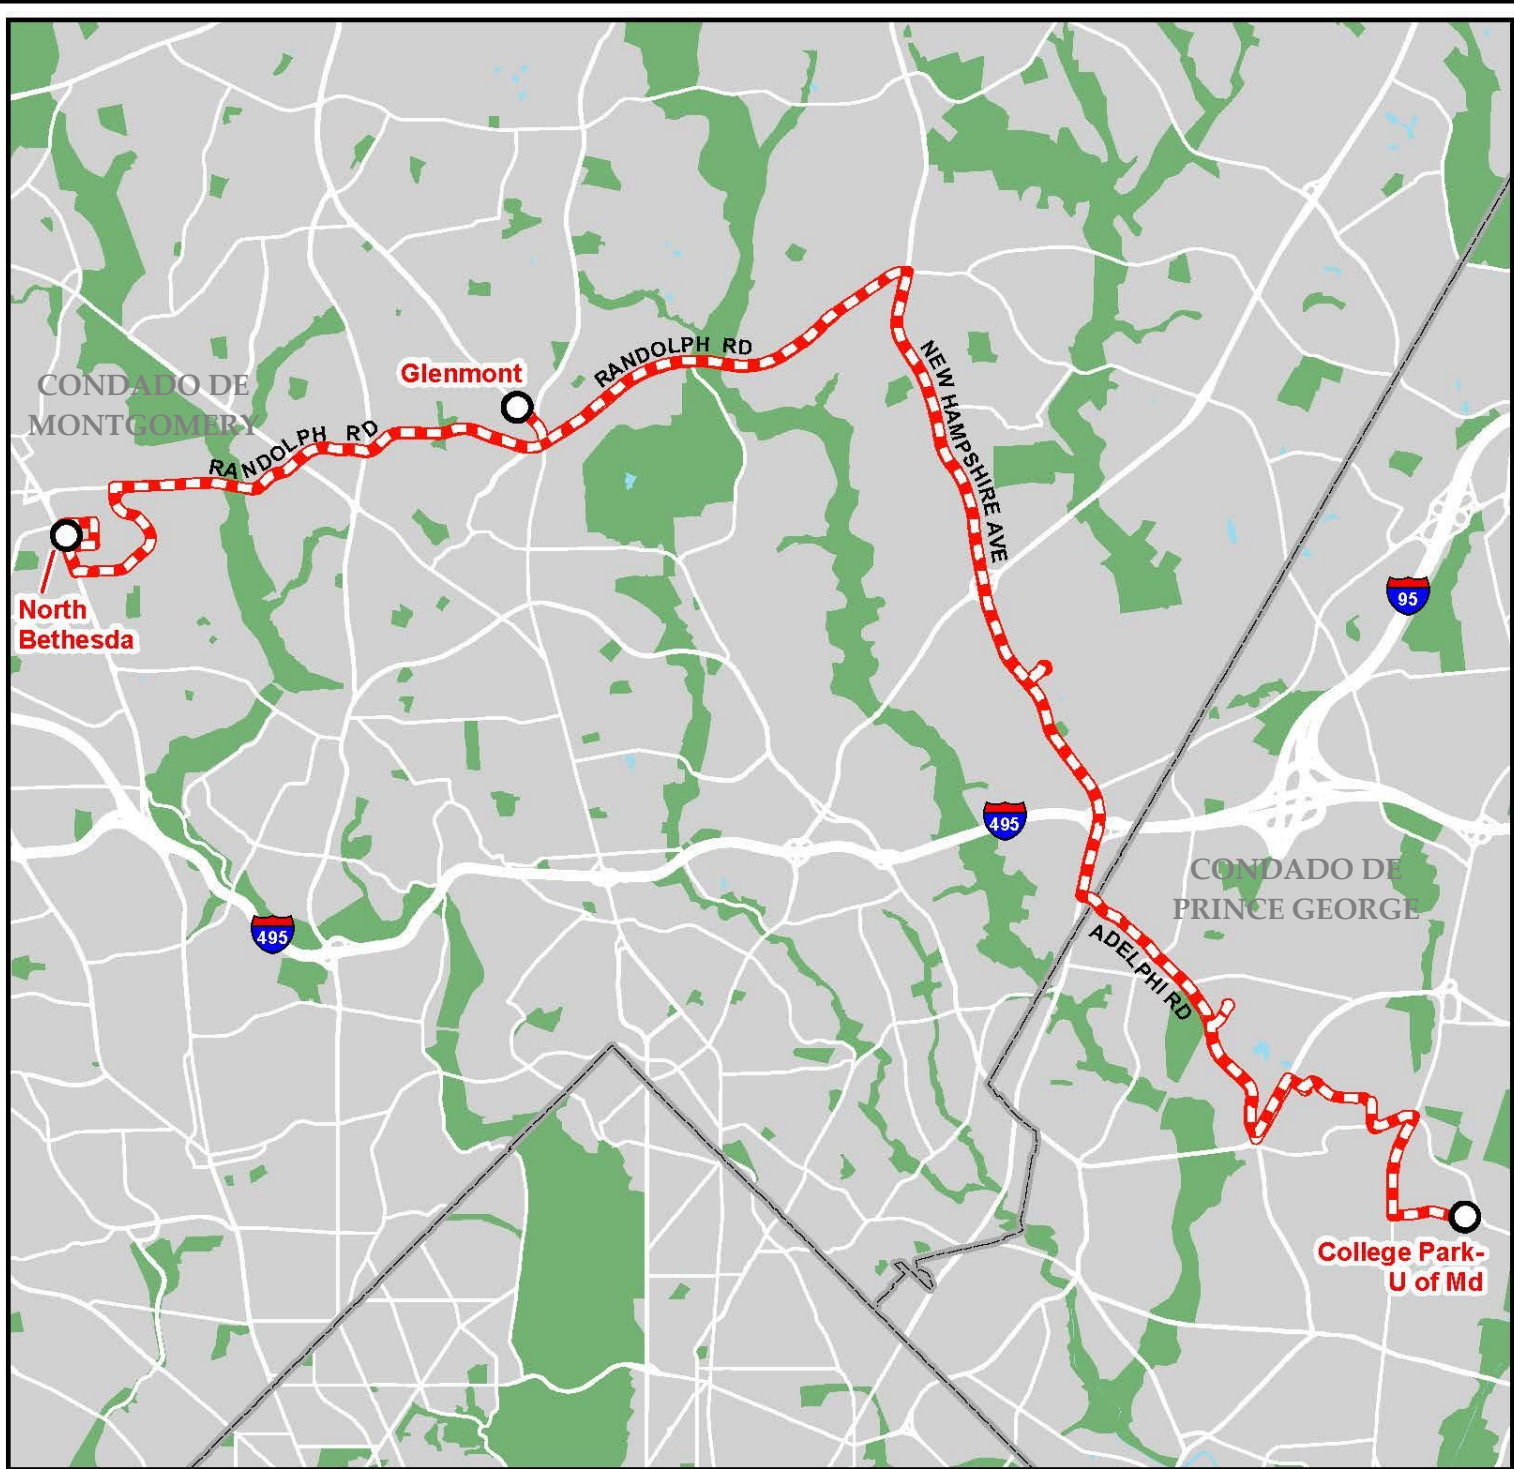 RANDOLPH RD
Glenmont
NEW HAMPSHIRE AVE
CONDADO DE
MONTGOMERY
RANDOLPH RD
North
Bethesda
95
495
CONDADO DE
PRINCE GEORGE
495
ADELPHI RD
College Park-
U of Md